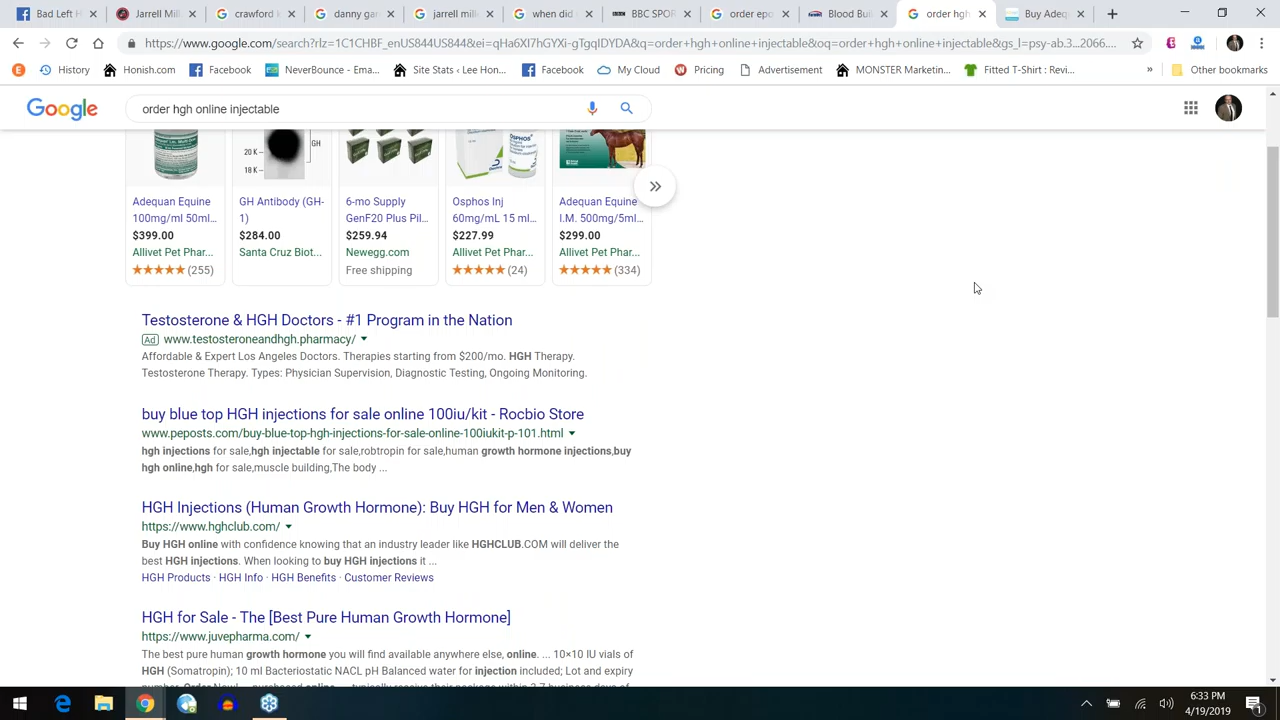 Bad Left H
Jarrell Mill
crawford k
danny gar
jarrell mille
when did
BBC SPOR
order epo
Blood Buil
order hgh
Buy Adeq
https://www.google.com/search?rlz=1C1CHBF_enUS844US844&ei=qHa6XI7hGYXi-gTgqIDYDA&q=order+hgh+online+injectable&oq=order+hgh+online+injectable&gs_l=psy-ab.3...2066....
History
Honish.com
Facebook
NeverBounce - Ema...
Site Stats ‹ Lee Hon...
Facebook
My Cloud
Pricing
Advertisement
MONSTER Marketin...
Fitted T-Shirt : Revi...
»
Other bookmarks
Google
order hgh online injectable
20 K
GH
18 K
OSPHOS
Adequan Equine
100mg/ml 50ml...
$399.00
Allivet Pet Phar...
(255)
GH Antibody (GH-
1)
$284.00
Santa Cruz Biot...
6-mo Supply
GenF20 Plus Pil...
$259.94
Newegg.com
Free shipping
Osphos Inj
60mg/mL 15 ml...
$227.99
Allivet Pet Phar...
(24)
Adequan Equine
I.M. 500mg/5ml...
$299.00
Allivet Pet Phar...
(334)
Testosterone & HGH Doctors - #1 Program in the Nation
Ad www.testosteroneandhgh.pharmacy/
Affordable & Expert Los Angeles Doctors. Therapies starting from $200/mo. HGH Therapy.
Testosterone Therapy. Types: Physician Supervision, Diagnostic Testing, Ongoing Monitoring.
buy blue top HGH injections for sale online 100iu/kit - Rocbio Store
www.peposts.com/buy-blue-top-hgh-injections-for-sale-online-100iukit-p-101.html
hgh injections for sale,hgh injectable for sale,robtropin for sale,human growth hormone injections,buy
hgh online,hgh for sale,muscle building,The body ...
HGH Injections (Human Growth Hormone): Buy HGH for Men & Women
https://www.hghclub.com/
Buy HGH online with confidence knowing that an industry leader like HGHCLUB.COM will deliver the
best HGH injections. When looking to buy HGH injections it ...
HGH Products · HGH Info · HGH Benefits · Customer Reviews
HGH for Sale - The [Best Pure Human Growth Hormone]
https://www.juvepharma.com/
The best pure human growth hormone you will find available anywhere else, online. ... 10×10 IU vials of
HGH (Somatropin); 10 ml Bacteriostatic NACL pH Balanced water for injection included; Lot and expiry
6:33 PM
4/19/2019
1